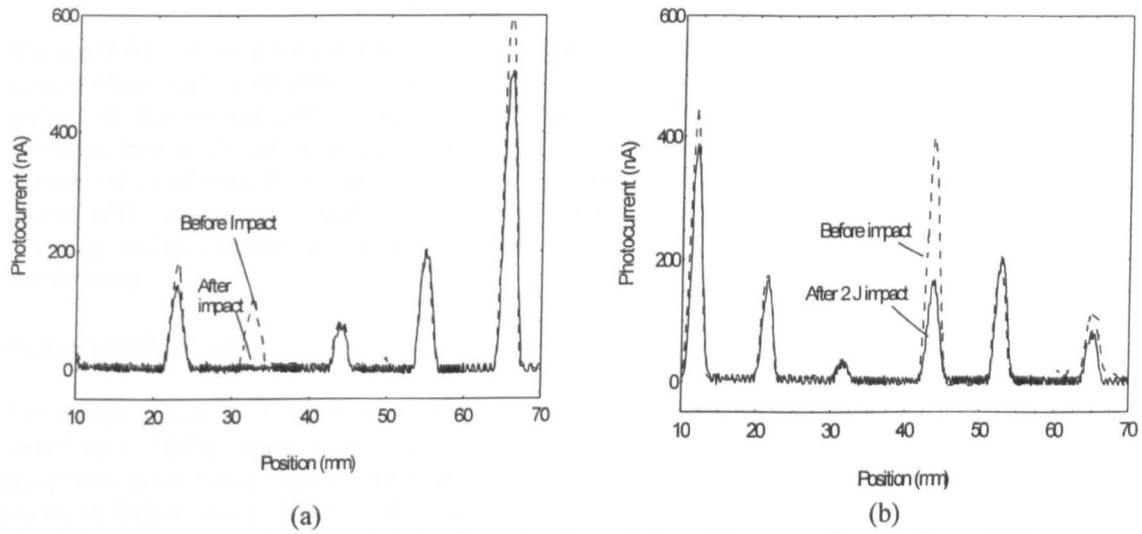 600
400
200
0
Photocurrent (nA)
Before Impact
After
impact
10 20 30 40 50 60 70
Position (mm)
(a)
600
400
200
0
Photocurrent (nA)
Before impact
After 2 J impact
10 20 30 40 50 60 70
Position (mm)
(b)